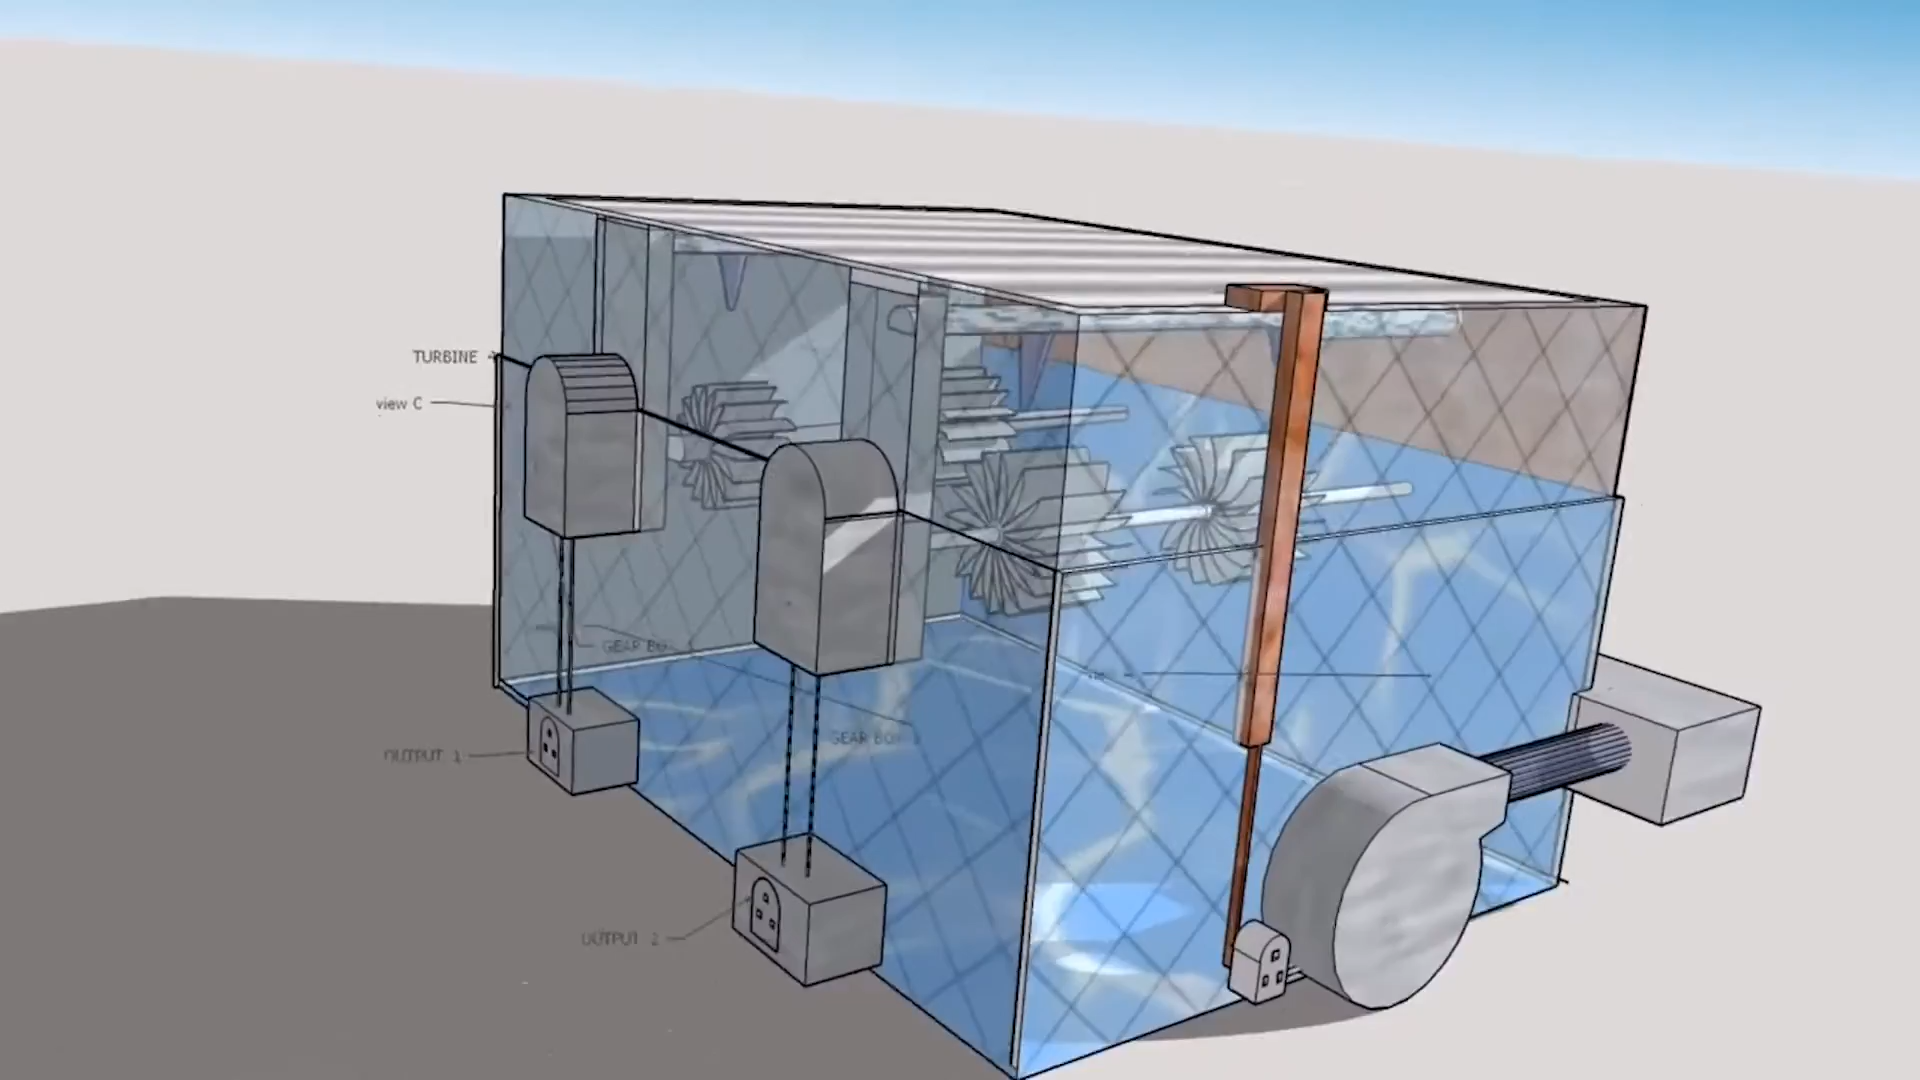 TURBINE
view C
GEAR BO
OUTPUT 1
GEAR BO
OUTPUT 2